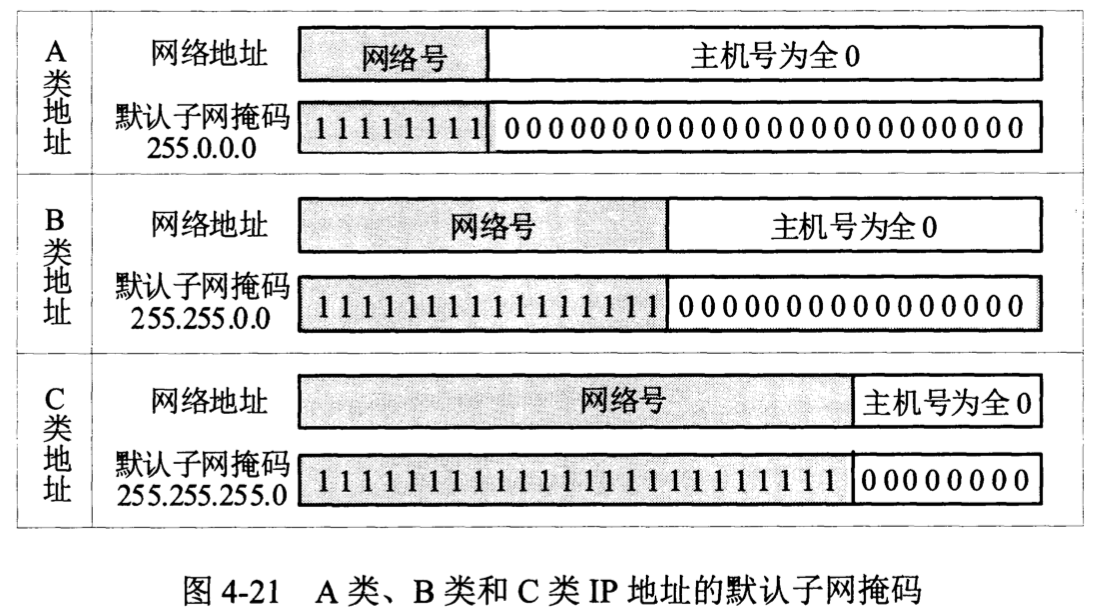 A类地址
网络地址 网络号 主机号为全0
默认子网掩码 255.0.0.0 11111111 000000000000000000000000
B类地址
网络地址 网络号 主机号为全0
默认子网掩码 255.255.0.0 1111111111111111 0000000000000000
C类地址
网络地址 网络号 主机号为全0
默认子网掩码 255.255.255.0 111111111111111111111111 00000000
图 4-21 A 类、B 类和 C 类 IP 地址的默认子网掩码